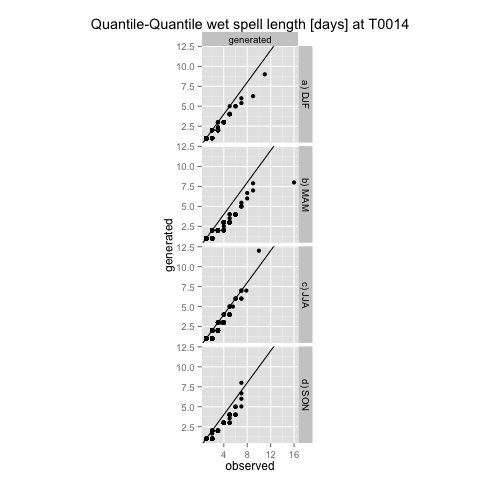 Quantile-Quantile wet spell length [days] at T0014
generated
12.5
10.0
7.5
5.0
2.5
a) DJF
12.5
10.0
7.5
5.0
2.5
b) MAM
generated
12.5
10.0
7.5
5.0
2.5
c) JJA
12.5
10.0
7.5
5.0
2.5
d) SON
4 8 12 16
observed